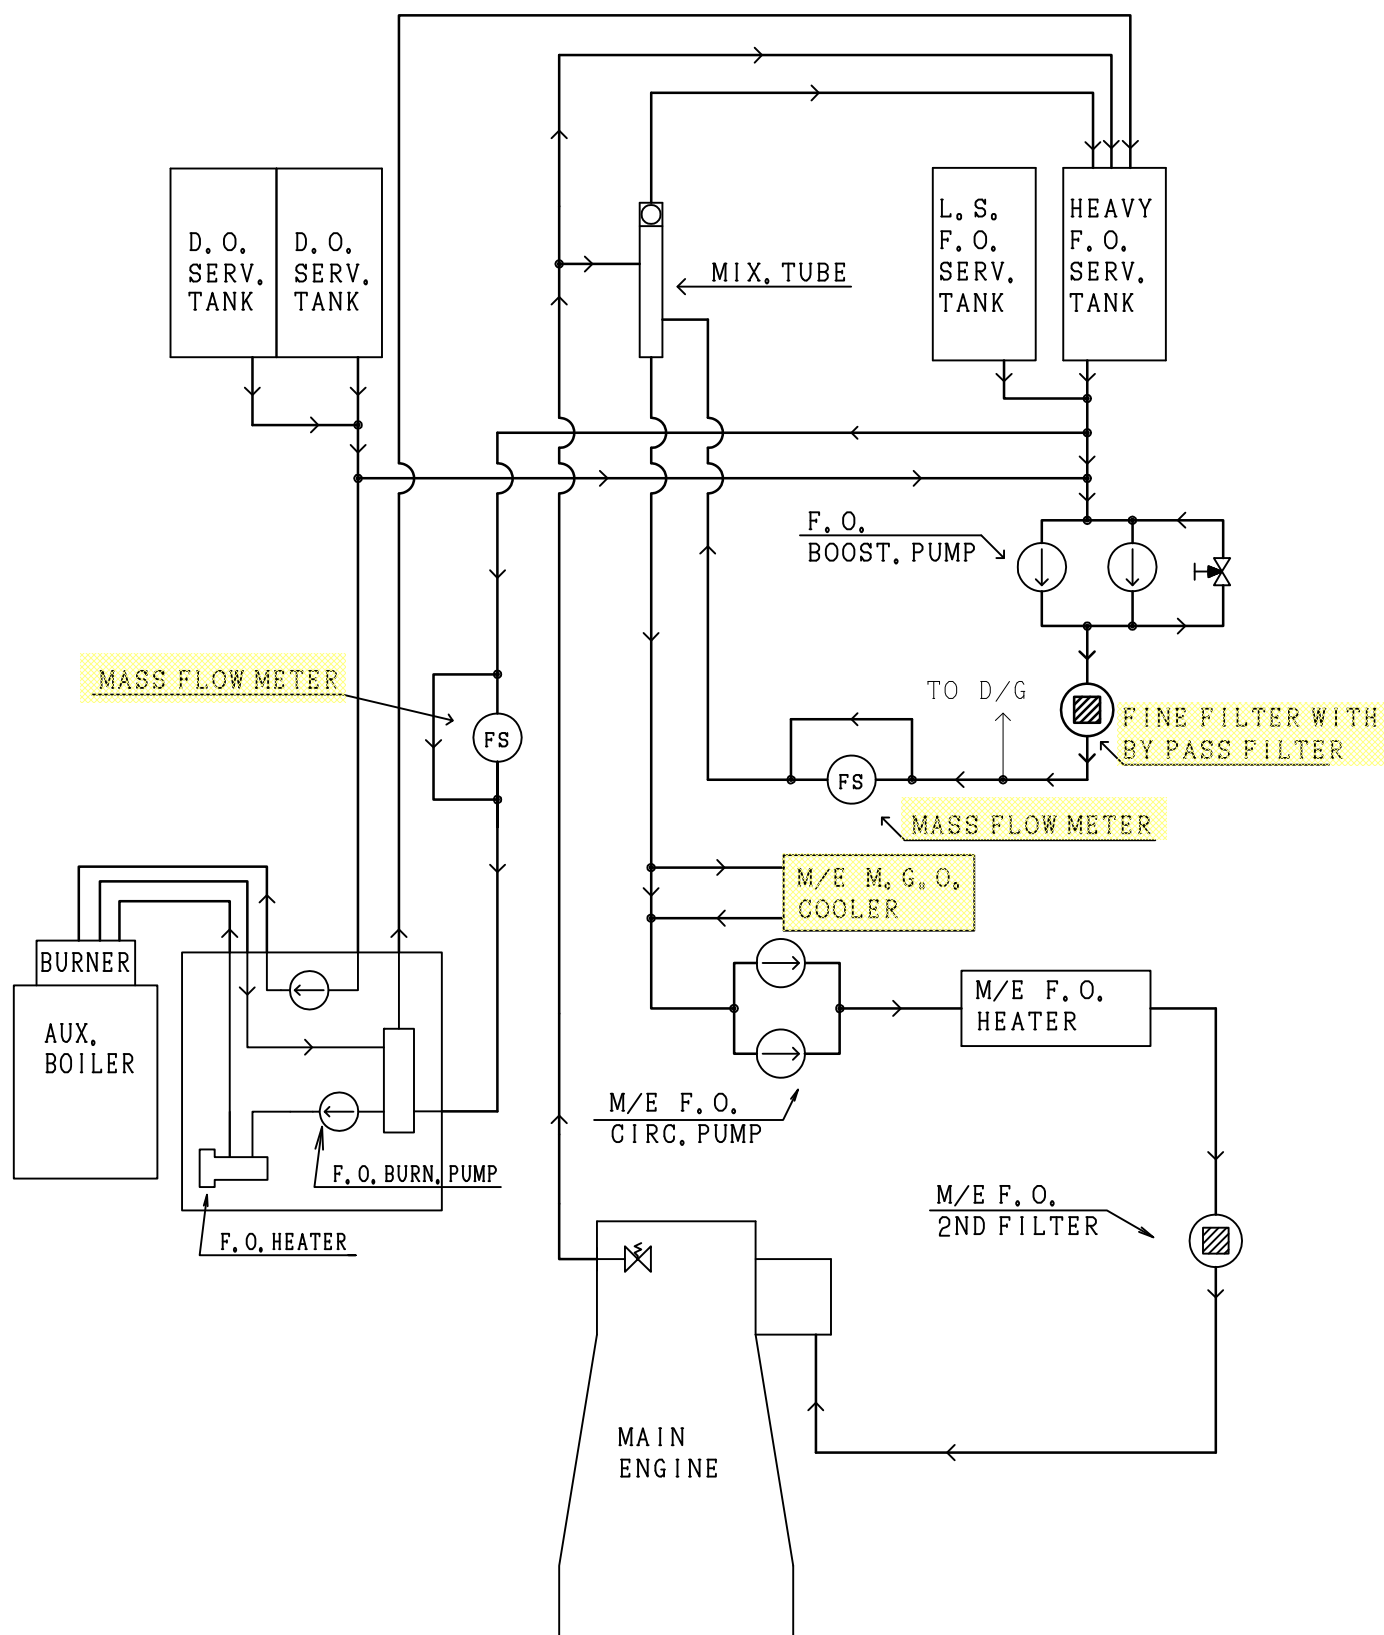 D.O.
SERV.
TANK
D.O.
SERV.
TANK
MIX. TUBE
L.S.
F.O.
SERV.
TANK
HEAVY
F.O.
SERV.
TANK
F.O.
BOOST. PUMP
MASS FLOW METER
FS
TO D/G
FINE FILTER WITH
BY PASS FILTER
FS
MASS FLOW METER
M/E M.G.O.
COOLER
BURNER
AUX.
BOILER
M/E F.O.
HEATER
M/E F.O.
CIRC. PUMP
F.O. BURN. PUMP
F.O. HEATER
M/E F.O.
2ND FILTER
MAIN
ENGINE